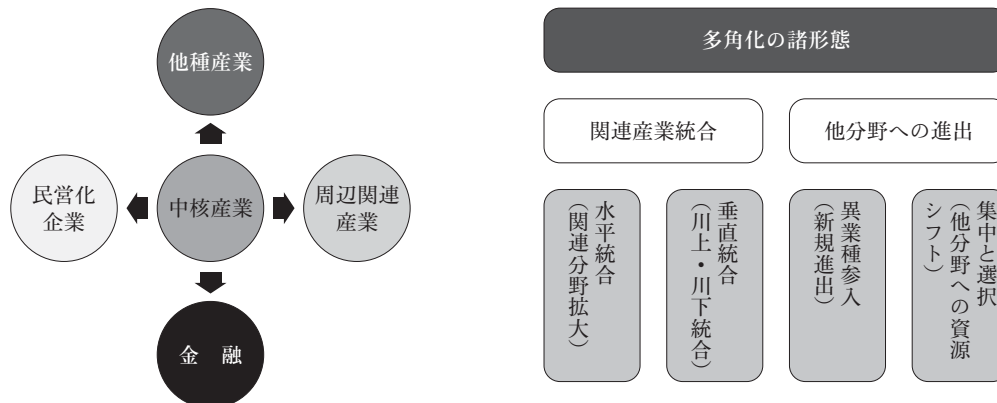 他種産業
民営化
企業
中核産業
周辺関連
産業
金　融
多角化の諸形態
関連産業統合
他分野への進出
水平統合
（関連分野拡大）
垂直統合
（川上・川下統合）
異業種参入
（新規進出）
集中と選択
（他分野への資源
シフト）